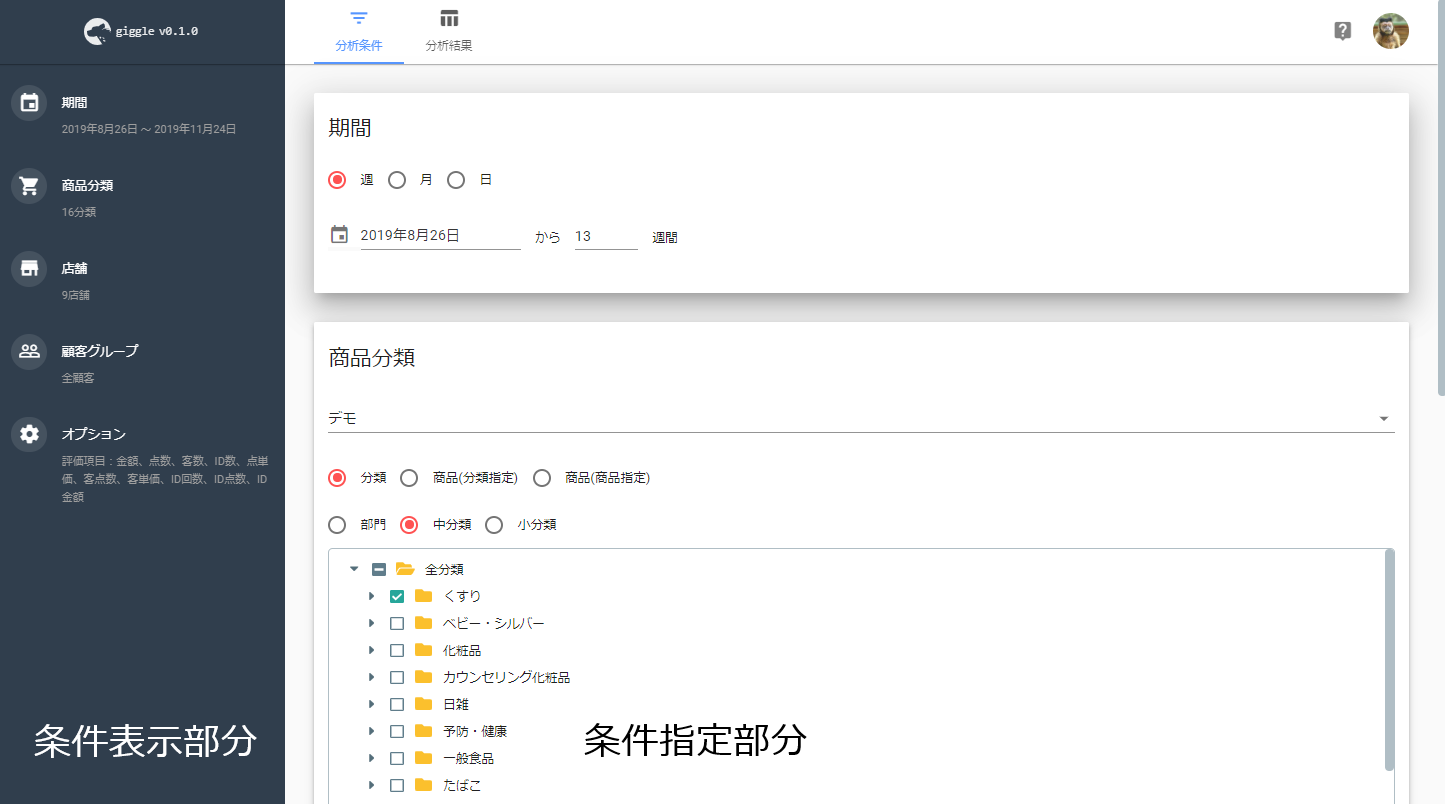 giggle v0.1.0
分析条件
分析結果
期間
2019年8月26日 ～ 2019年11月24日
商品分類
16分類
店舗
9店舗
顧客グループ
全顧客
オプション
評価項目：金額、点数、客数、ID数、点単
価、客点数、客単価、ID回数、ID点数、ID
金額
条件表示部分
期間
週 月 日
2019年8月26日 から 13 週間
商品分類
デモ
分類 商品(分類指定) 商品(商品指定)
部門 中分類 小分類
全分類
くすり
ベビー・シルバー
化粧品
カウンセリング化粧品
日雑
予防・健康
一般食品
たばこ
条件指定部分